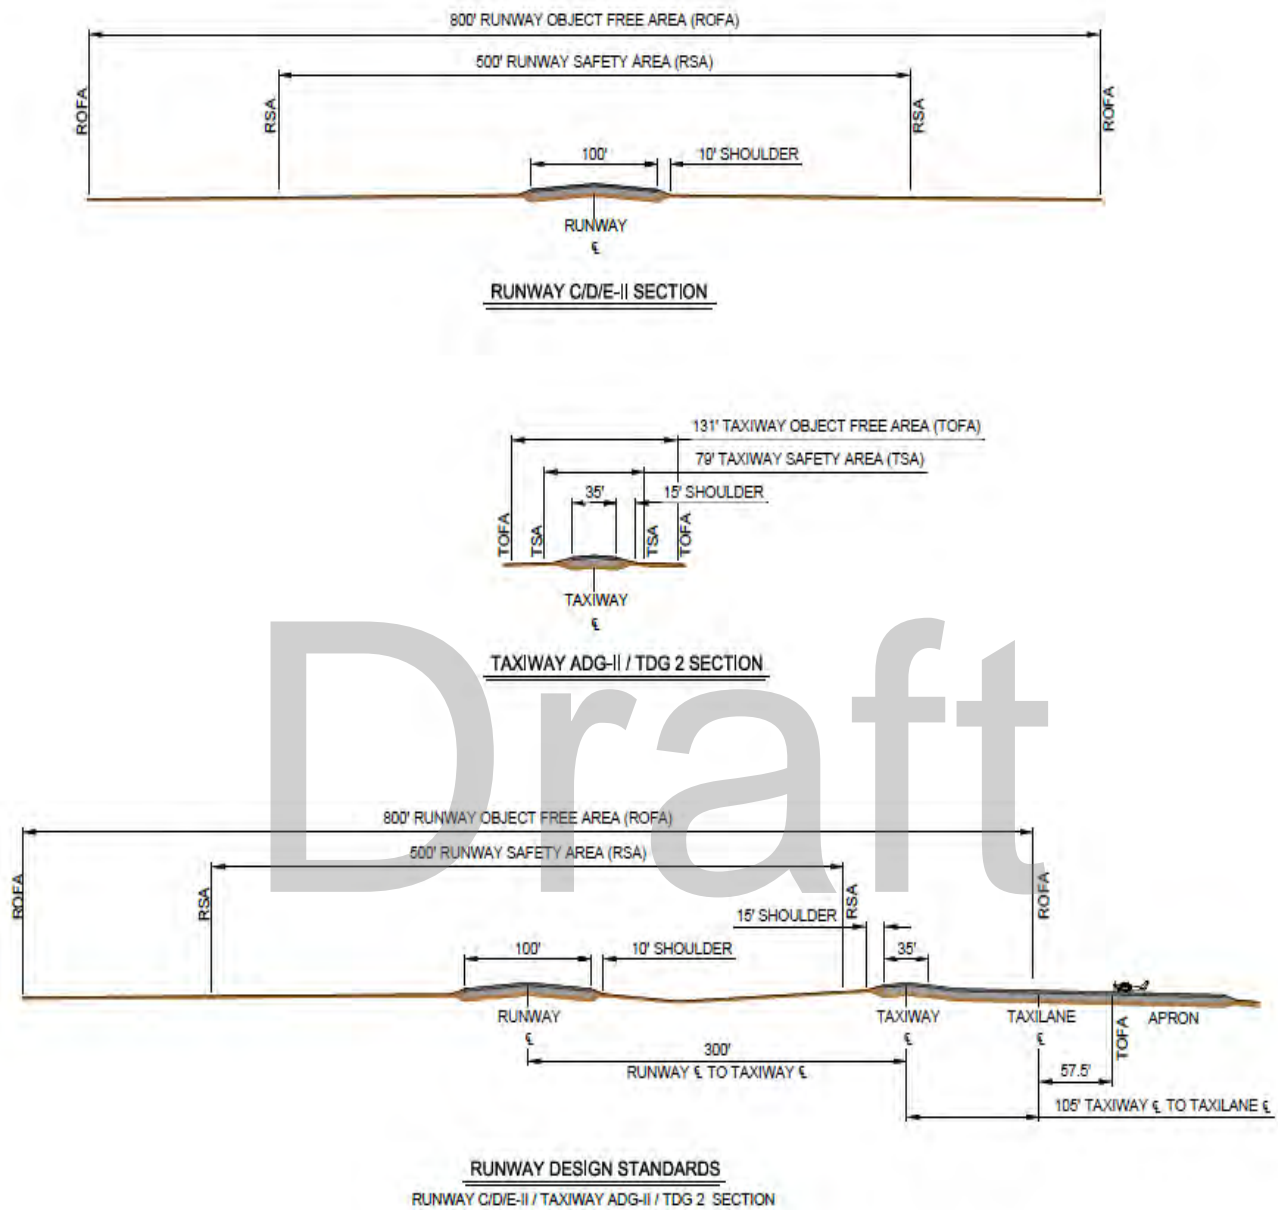 800' RUNWAY OBJECT FREE AREA (ROFA)
500' RUNWAY SAFETY AREA (RSA)
ROFA
RSA
RSA
ROFA
100'
10' SHOULDER
RUNWAY
℄
RUNWAY C/D/E-II SECTION
131' TAXIWAY OBJECT FREE AREA (TOFA)
79' TAXIWAY SAFETY AREA (TSA)
35'
15' SHOULDER
TOFA
TSA
TSA
TOFA
TAXIWAY
℄
TAXIWAY ADG-II / TDG 2 SECTION
Draft
800' RUNWAY OBJECT FREE AREA (ROFA)
500' RUNWAY SAFETY AREA (RSA)
ROFA
RSA
RSA
ROFA
15' SHOULDER
100'
10' SHOULDER
35'
RUNWAY
℄
TAXIWAY
℄
TAXILANE
℄
TOFA
APRON
300'
RUNWAY ℄ TO TAXIWAY ℄
57.5'
105' TAXIWAY ℄ TO TAXILANE ℄
RUNWAY DESIGN STANDARDS
RUNWAY C/D/E-II / TAXIWAY ADG-II / TDG 2 SECTION